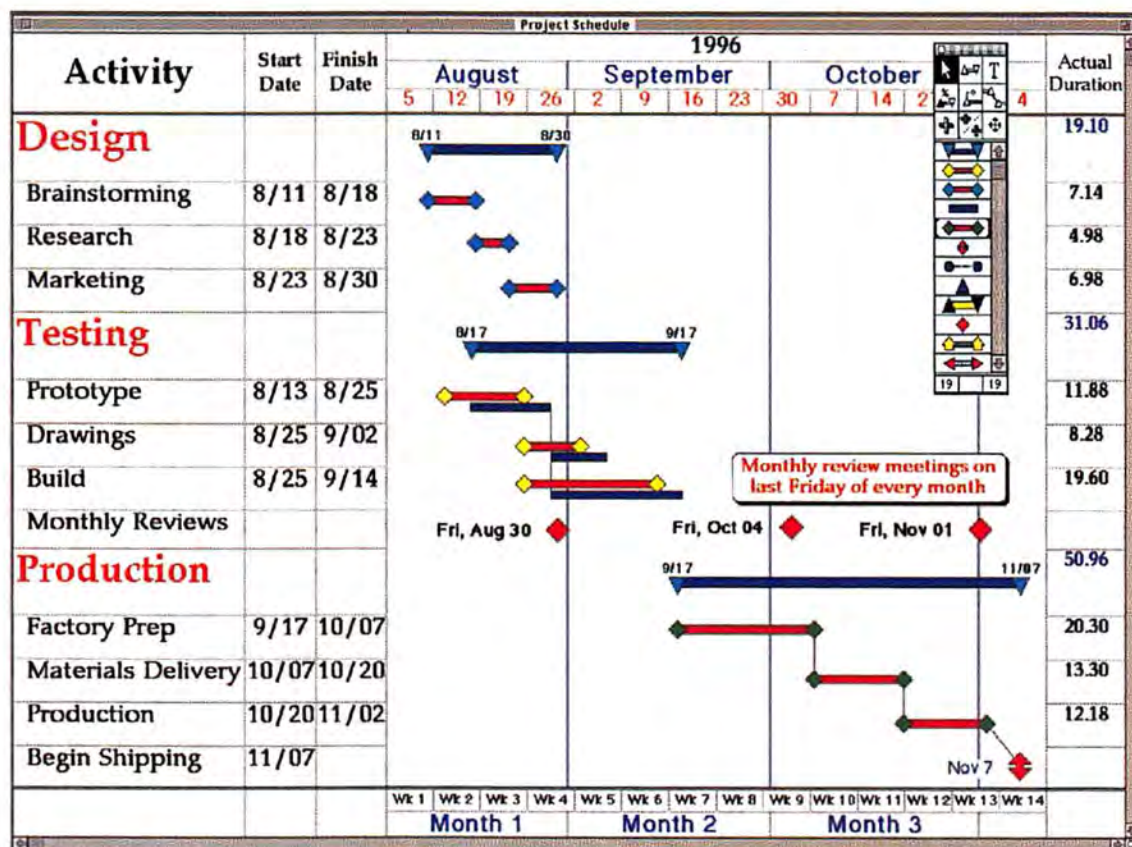 Project Schedule
Activity
Start Date
Finish Date
1996
Actual Duration
August September October
5 12 19 26 2 9 16 23 30 7 14 2 4
T
Design 8/11 8/30 19.10
Brainstorming 8/11 8/18 7.14
Research 8/18 8/23 4.98
Marketing 8/23 8/30 6.98
Testing 8/17 9/17 31.06
19 19
Prototype 8/13 8/25 11.88
Drawings 8/25 9/02 8.28
Build 8/25 9/14 19.60
Monthly review meetings on
last Friday of every month
Monthly Reviews Fri, Aug 30 Fri, Oct 04 Fri, Nov 01
Production 9/17 11/07 50.96
Factory Prep 9/17 10/07 20.30
Materials Delivery 10/07 10/20 13.30
Production 10/20 11/02 12.18
Begin Shipping 11/07 Nov 7
Wk 1 Wk 2 Wk 3 Wk 4 Wk 5 Wk 6 Wk 7 Wk 8 Wk 9 Wk 10 Wk 11 Wk 12 Wk 13 Wk 14
Month 1 Month 2 Month 3